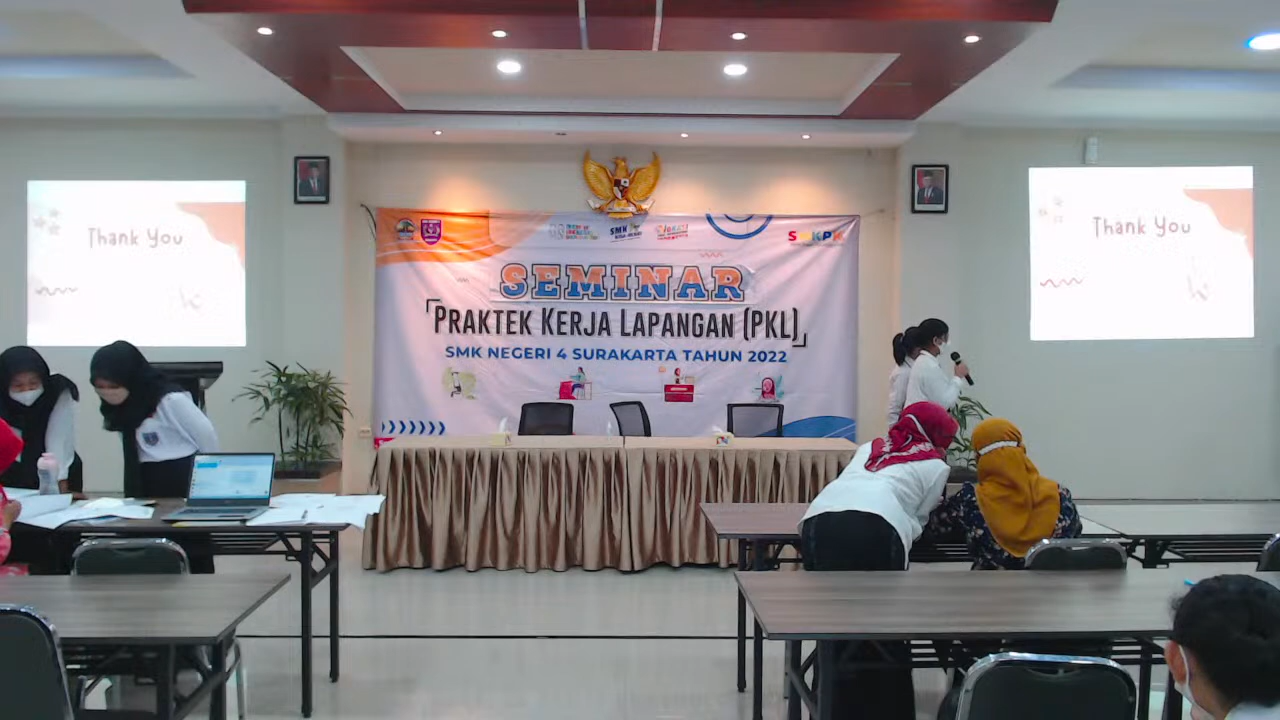 Thank You
SEMINAR
PRAKTEK KERJA LAPANGAN (PKL)
SMK NEGERI 4 SURAKARTA TAHUN 2022
Thank You